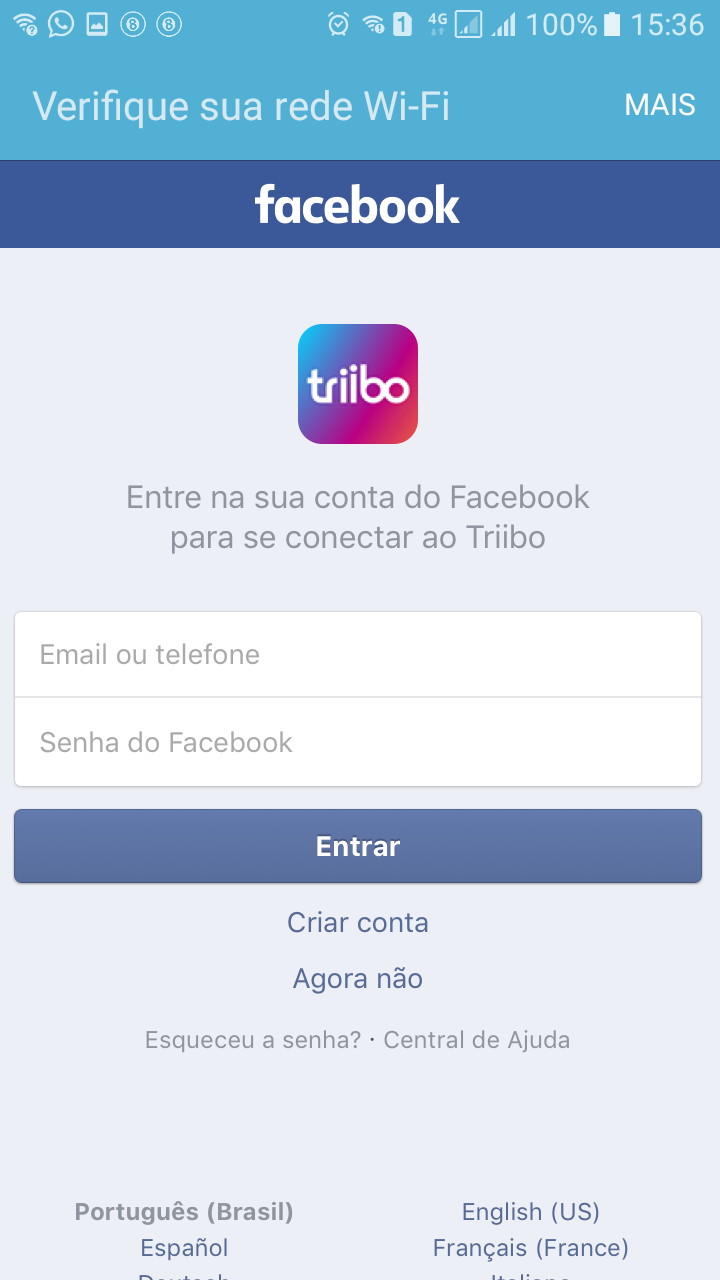 4G 100% 15:36
Verifique sua rede Wi-Fi MAIS
facebook
triibo
Entre na sua conta do Facebook
para se conectar ao Triibo
Email ou telefone
Senha do Facebook
Entrar
Criar conta
Agora não
Esqueceu a senha? · Central de Ajuda
Português (Brasil) English (US)
Español Français (France)
Deutsch Italiano